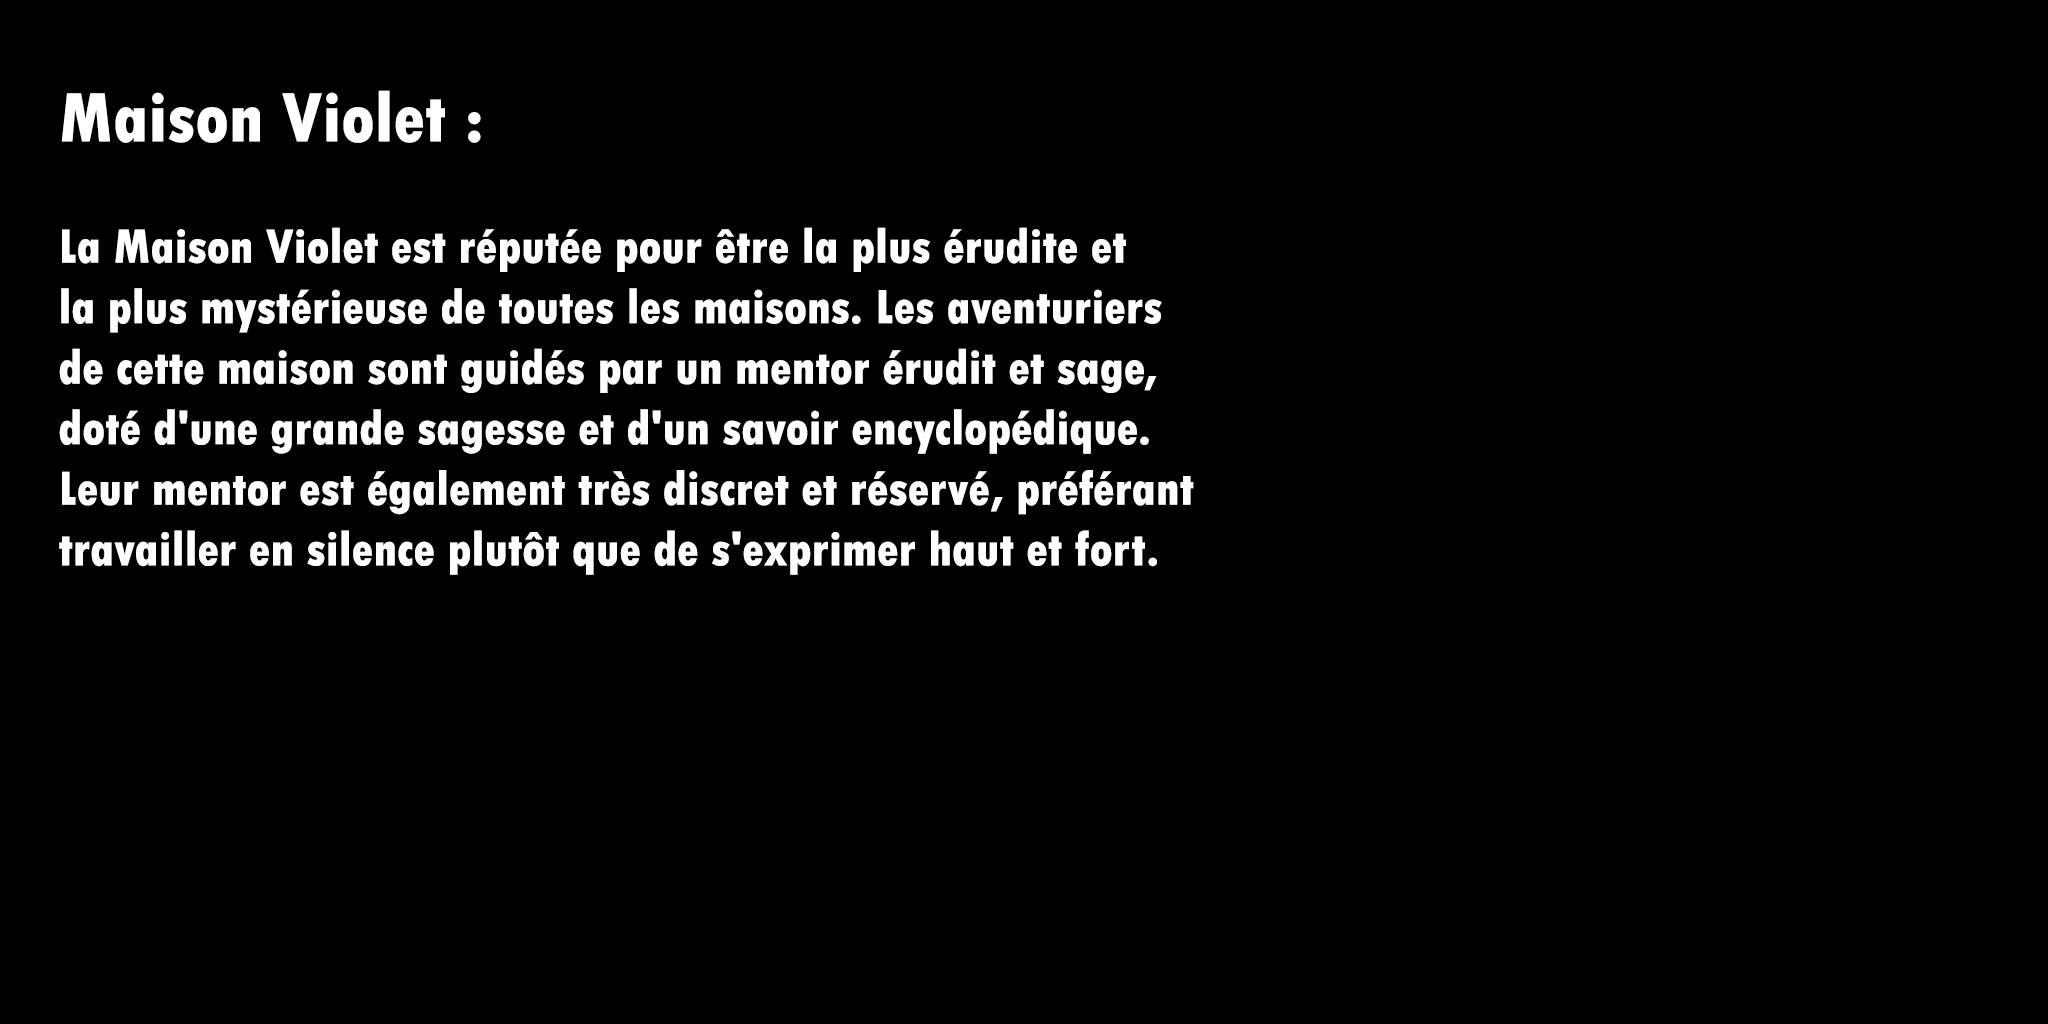 Maison Violet :
La Maison Violet est réputée pour être la plus érudite et
la plus mystérieuse de toutes les maisons. Les aventuriers
de cette maison sont guidés par un mentor érudit et sage,
doté d'une grande sagesse et d'un savoir encyclopédique.
Leur mentor est également très discret et réservé, préférant
travailler en silence plutôt que de s'exprimer haut et fort.